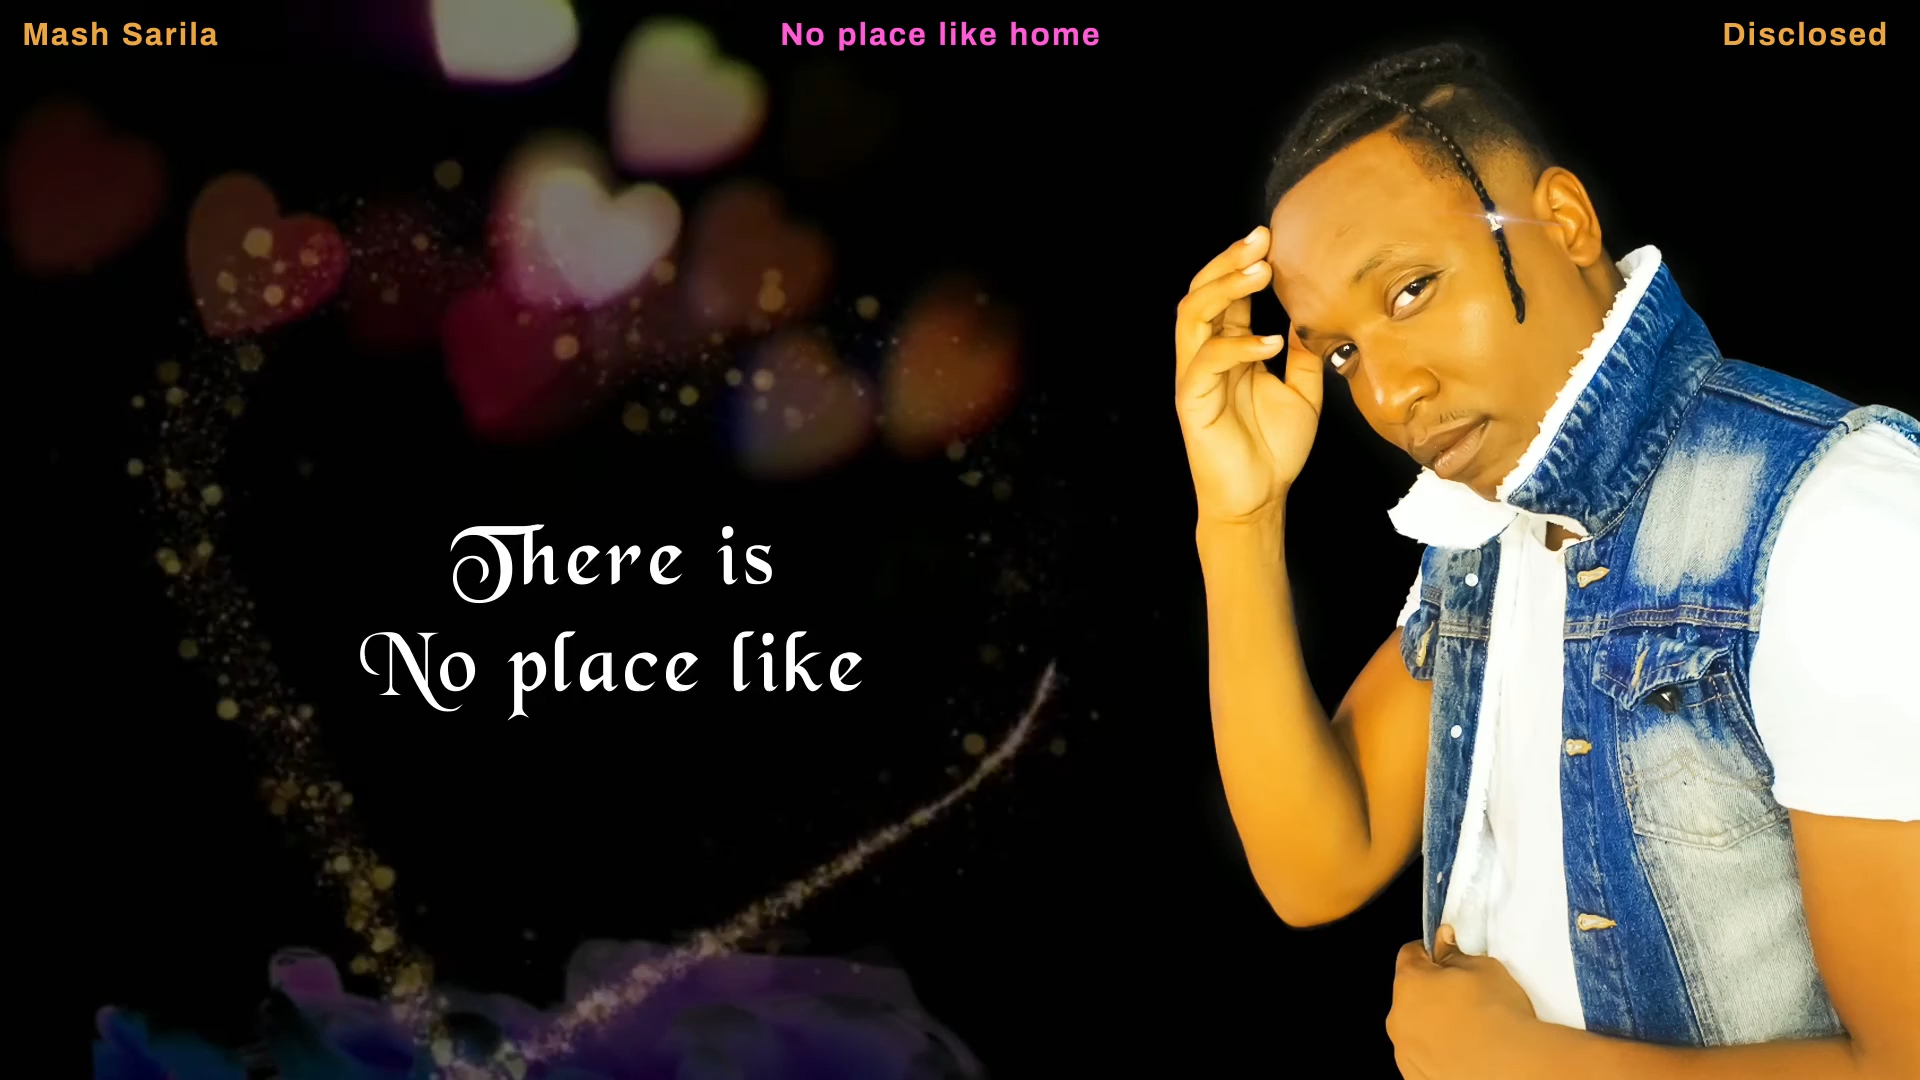 Mash Sarila
No place like home
Disclosed
There is
No place like